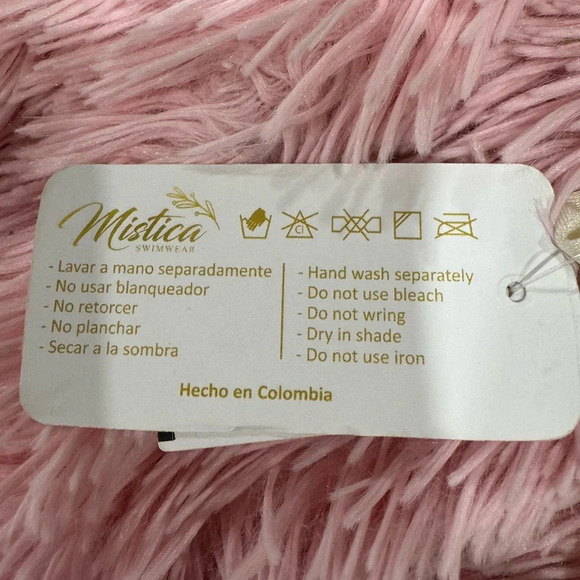 Mistica
SWIMWEAR
Cl
- Lavar a mano separadamente
- No usar blanqueador
- No retorcer
- No planchar
- Secar a la sombra
- Hand wash separately
- Do not use bleach
- Do not wring
- Dry in shade
- Do not use iron
Hecho en Colombia